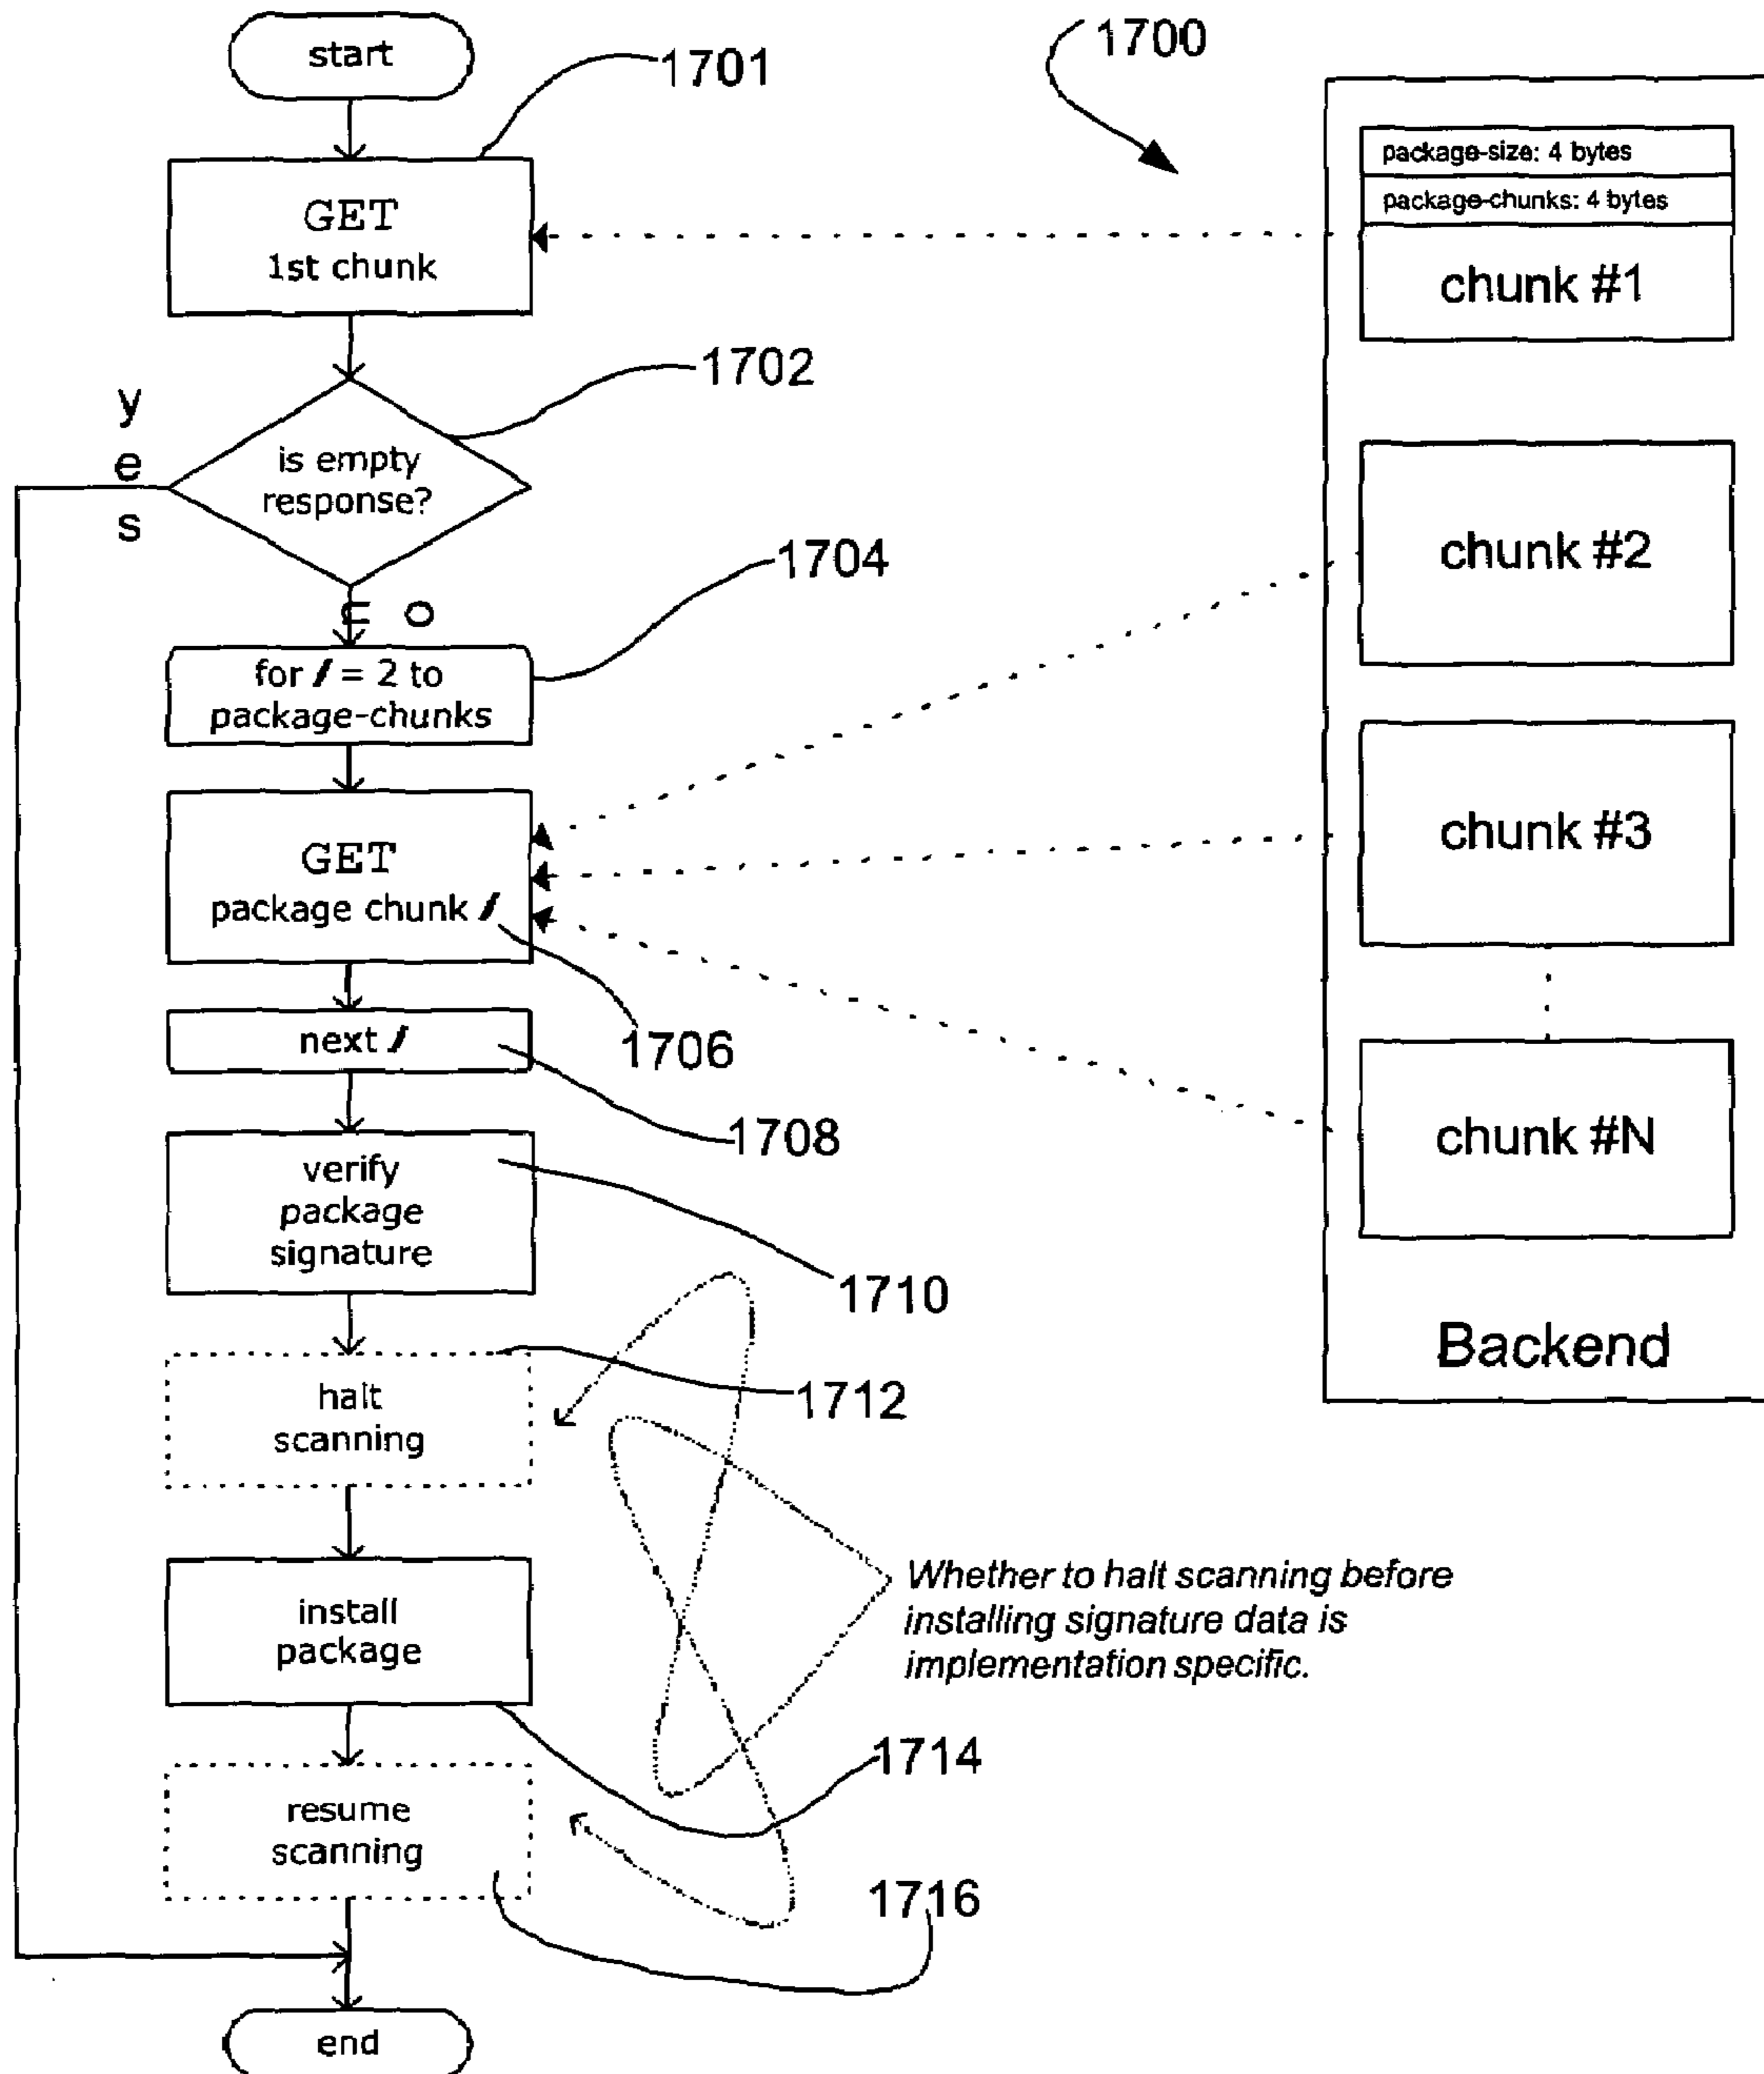 start
1701
1700
package-size: 4 bytes
package-chunks: 4 bytes
GET
1st chunk
chunk #1
1702
yes
is empty
response?
chunk #2
1704
no
for I = 2 to
package-chunks
GET
package chunk I
chunk #3
next I
1706
1708
chunk #N
verify
package
signature
1710
Backend
halt
scanning
1712
Whether to halt scanning before
installing signature data is
implementation specific.
install
package
1714
resume
scanning
1716
end